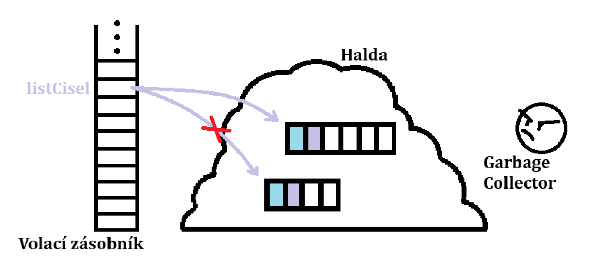 Halda
listCisel
Garbage
Collector
Volací zásobník